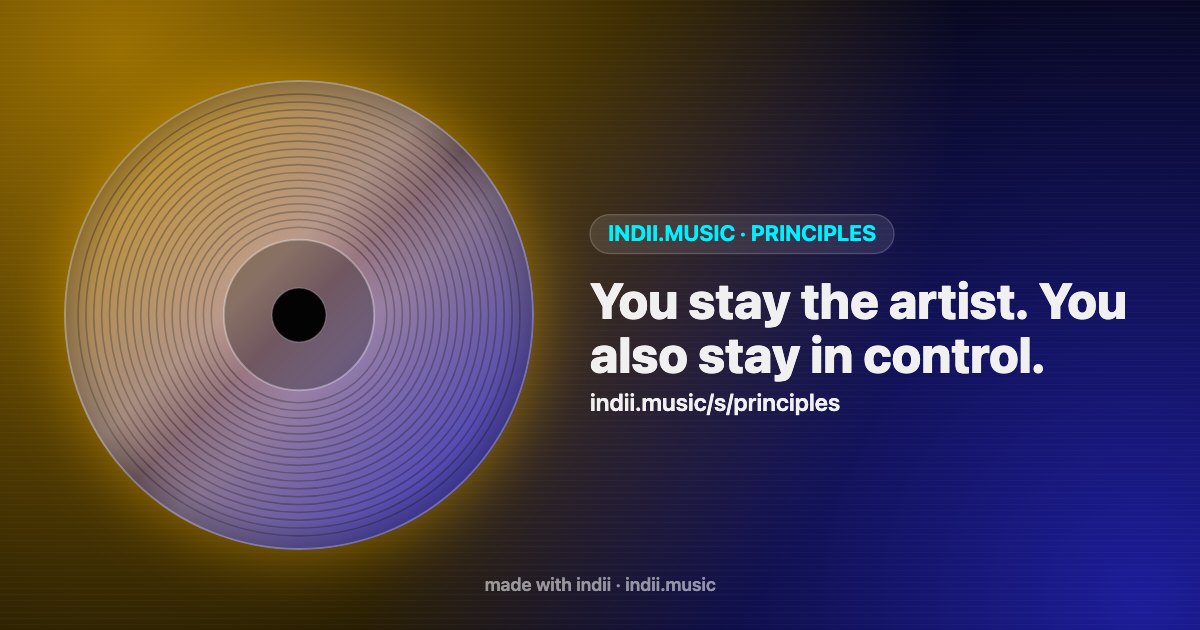 INDII.MUSIC · PRINCIPLES
You stay the artist. You
also stay in control.
indii.music/s/principles
made with indii · indii.music